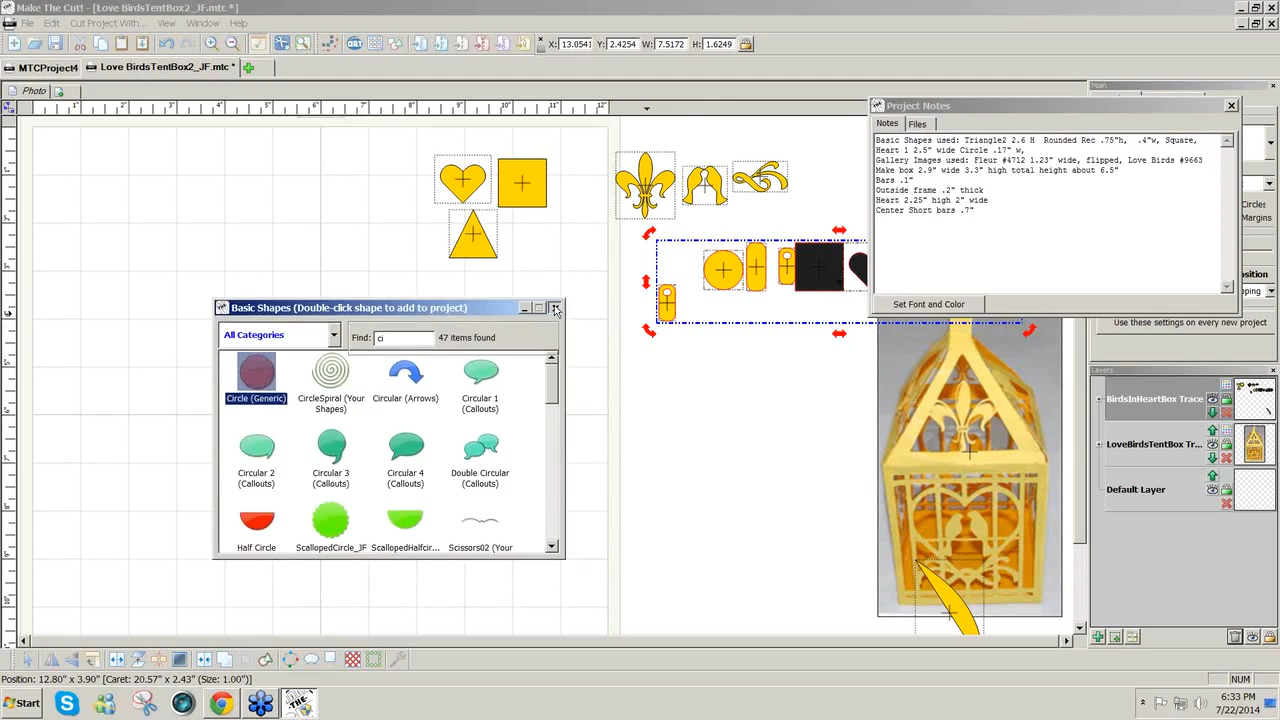 Make The Cut! - [Love BirdsTentBox2_JF.mtc *]
File Edit Cut Project With... View Window Help
X: 13.0541 Y: 2.4254 W: 7.5172 H: 1.6249
MTCProject4 Love BirdsTentBox2_JF.mtc *
Photo
Main
Project Notes
Notes Files
Basic Shapes used: Triangle2 2.6 H Rounded Rec .75"h, .4"w, Square,
Heart 1 2.5" wide Circle .17" w,
Gallery Images used: Fleur #4712 1.23" wide, flipped, Love Birds #9663
Make box 2.9" wide 3.3" high total height about 6.5"
Bars .1"
Outside frame .2" thick
Heart 2.25" high 2" wide
Center Short bars .7"
Set Font and Color
Circles
Margins
Position
Use these settings on every new project
Basic Shapes (Double-click shape to add to project)
All Categories Find: ci 47 items found
Circle (Generic)
CircleSpiral (Your Shapes)
Circular (Arrows)
Circular 1 (Callouts)
Circular 2 (Callouts)
Circular 3 (Callouts)
Circular 4 (Callouts)
Double Circular (Callouts)
Half Circle ScallopedCircle_JF ScallopedHalfcir... Scissors02 (Your
Layers
BirdsInHeartBox Trace
LoveBirdsTentBox Tr...
Default Layer
Position: 12.80" x 3.90" [Caret: 20.57" x 2.43" (Size: 1.00")]
NUM
Start
6:33 PM
7/22/2014